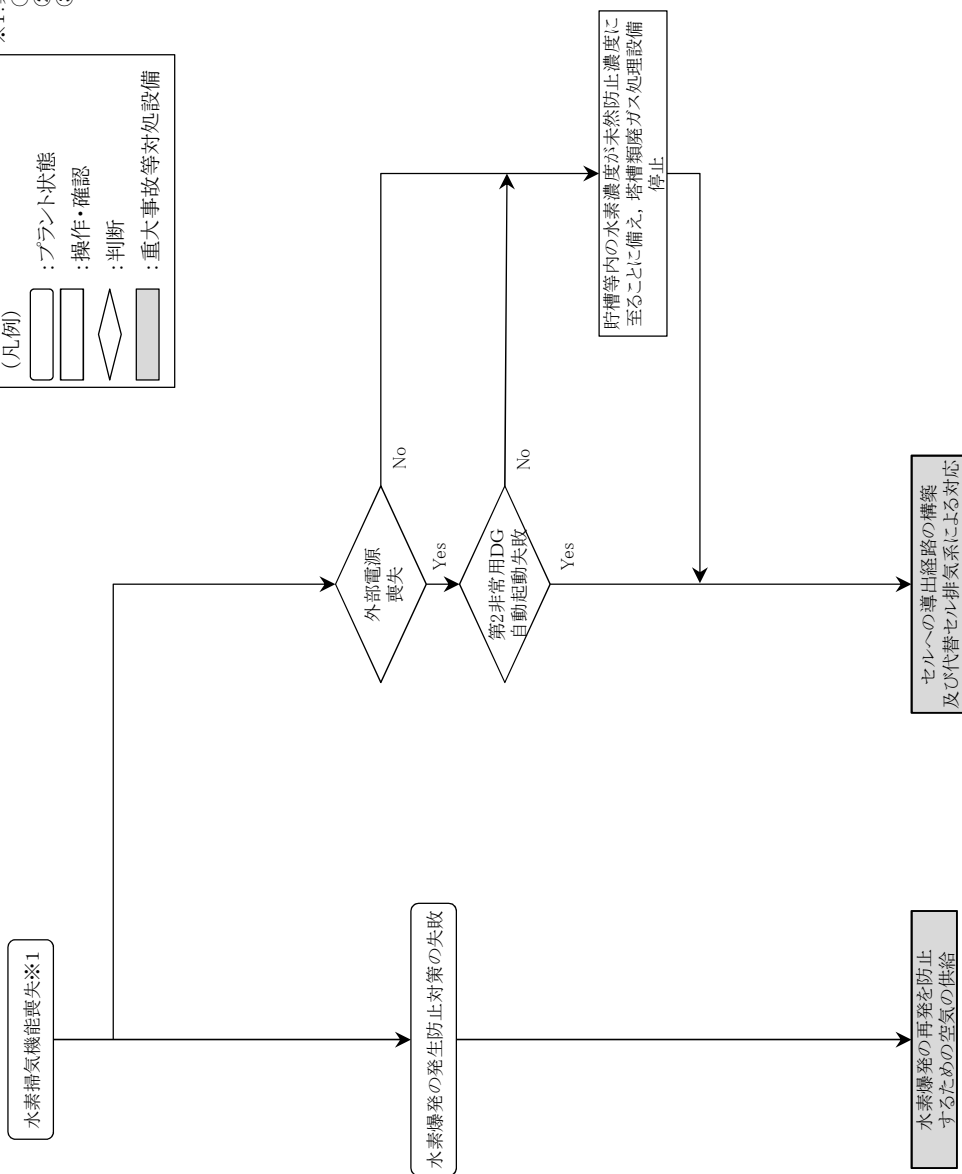 水素掃気機能喪失※1
水素爆発の発生防止対策の失敗
水素爆発の再発を防止
するための空気の供給
外部電源
喪失
No
Yes
第2非常用DG
自動起動失敗
No
Yes
貯槽等内の水素濃度が未然防止濃度に
至ることに備え,塔槽類廃ガス処理設備
停止
セルへの導出経路の構築
及び代替セル排気系による対応
(凡例)
:プラント状態
:操作・確認
:判断
:重大事故等対処設備
※1: